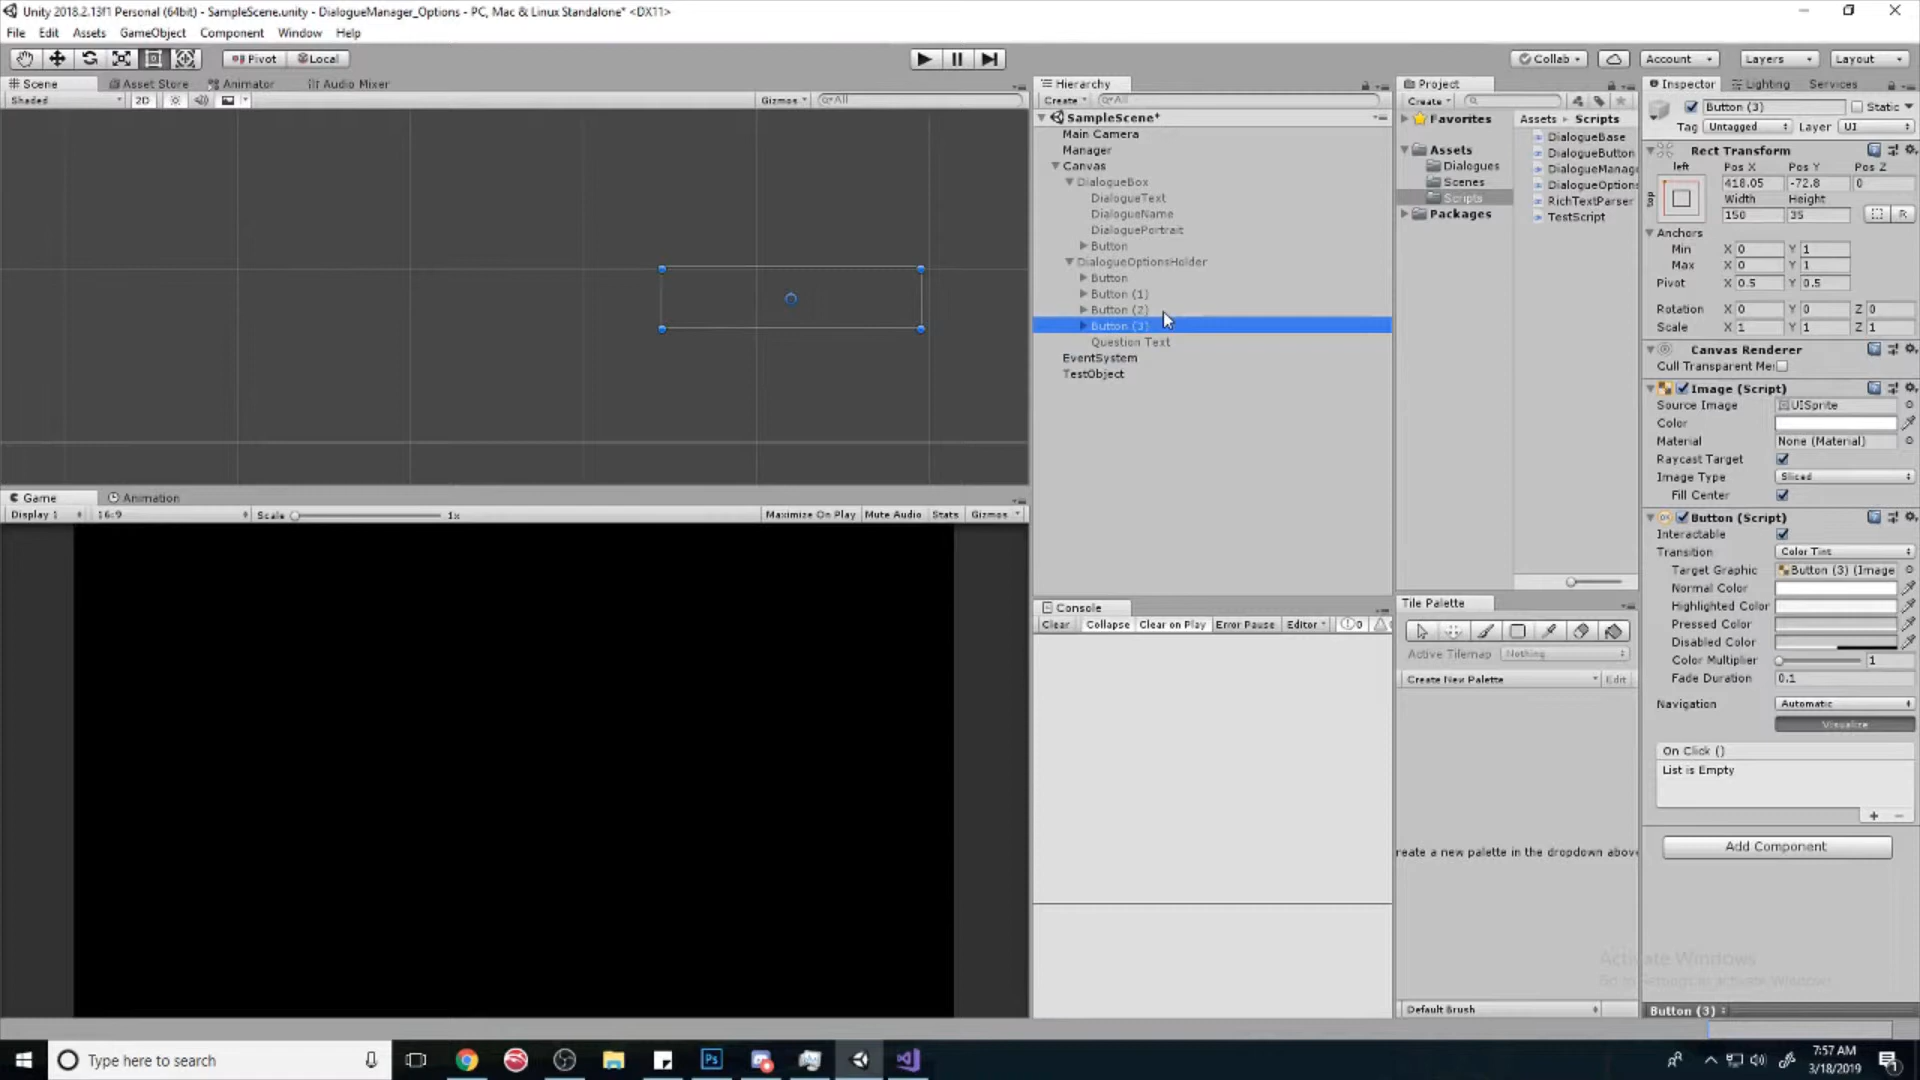 Unity 2018.2.13f1 Personal (64bit) - SampleScene.unity - DialogueManager_Options - PC, Mac & Linux Standalone* <DX11>
File Edit Assets GameObject Component Window Help
Pivot Local Collab Account Layers Layout
Scene Asset Store Animator Audio Mixer
Shaded 2D Gizmos All
Hierarchy
Create All
SampleScene*
Main Camera
Manager
Canvas
DialogueBox
DialogueText
DialogueName
DialoguePortrait
Button
DialogueOptionsHolder
Button
Button (1)
Button (2)
Button (3)
Question Text
EventSystem
TestObject
Project
Create
Favorites
Assets
Dialogues
Scenes
Scripts
Packages
Assets Scripts
DialogueBase
DialogueButton
DialogueManag
DialogueOptions
RichTextParser
TestScript
Inspector Lighting Services
Button (3) Static
Tag Untagged Layer UI
Rect Transform
left Pos X Pos Y Pos Z
top 418.05 -72.8 0
Width Height
150 35 R
Anchors
Min X 0 Y 1
Max X 0 Y 1
Pivot X 0.5 Y 0.5
Rotation X 0 Y 0 Z 0
Scale X 1 Y 1 Z 1
Canvas Renderer
Cull Transparent Me
Image (Script)
Source Image UISprite
Color
Material None (Material)
Raycast Target
Image Type Sliced
Fill Center
Button (Script)
Interactable
Transition Color Tint
Target Graphic Button (3) (Image
Normal Color
Highlighted Color
Pressed Color
Disabled Color
Color Multiplier 1
Fade Duration 0.1
Navigation Automatic
Visualize
On Click ()
List is Empty
Add Component
Button (3)
Game Animation
Display 1 16:9 Scale 1x Maximize On Play Mute Audio Stats Gizmos
Console
Clear Collapse Clear on Play Error Pause Editor 0
Tile Palette
Active Tilemap Nothing
Create New Palette Edit
reate a new palette in the dropdown above
Default Brush
Activate Windows
Type here to search
Ps
7:57 AM
3/18/2019
1